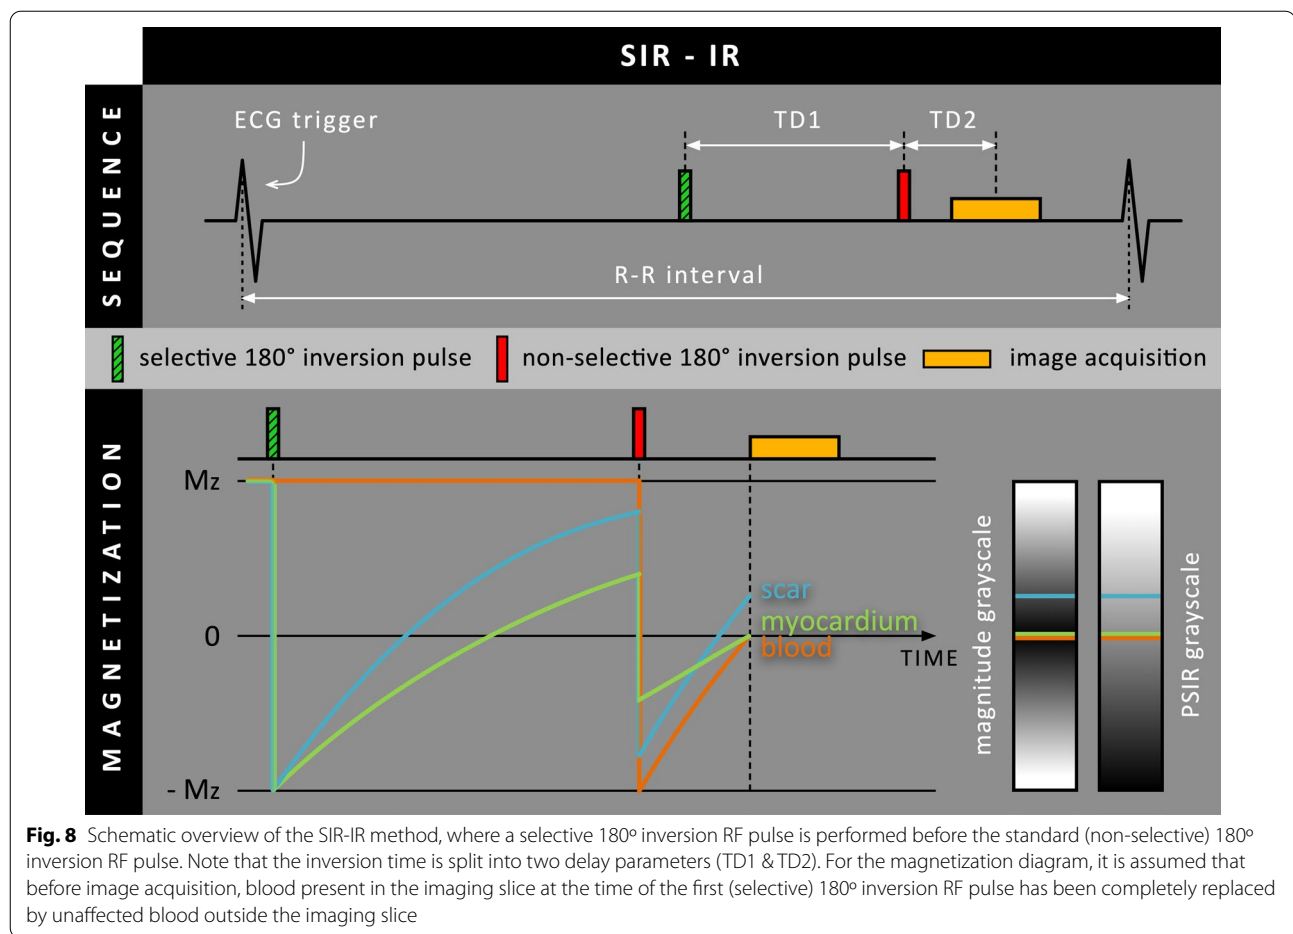 SIR - IR
SEQUENCE
ECG trigger
TD1
TD2
R-R interval
selective 180° inversion pulse
non-selective 180° inversion pulse
image acquisition
MAGNETIZATION
Mz
0
- Mz
scar
myocardium
blood
TIME
magnitude grayscale
PSIR grayscale
Fig. 8 Schematic overview of the SIR-IR method, where a selective 180º inversion RF pulse is performed before the standard (non-selective) 180º
inversion RF pulse. Note that the inversion time is split into two delay parameters (TD1 & TD2). For the magnetization diagram, it is assumed that
before image acquisition, blood present in the imaging slice at the time of the first (selective) 180º inversion RF pulse has been completely replaced
by unaffected blood outside the imaging slice